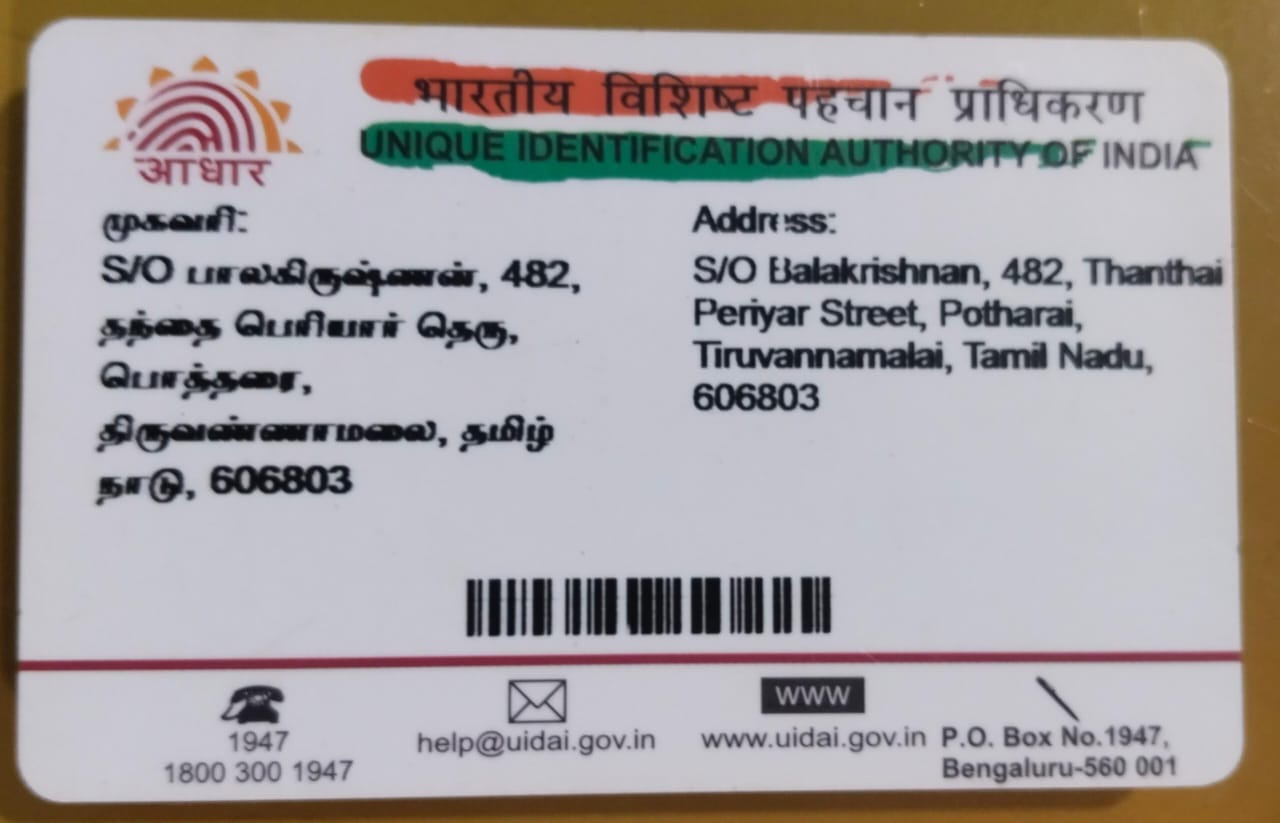 भारतीय विशिष्ट पहचान प्राधिकरण
UNIQUE IDENTIFICATION AUTHORITY OF INDIA
आधार
முகவரி:
S/O பாலகிருஷ்ணன், 482,
தந்தை பெரியார் தெரு,
பொத்தரை,
திருவண்ணாமலை, தமிழ்
நாடு, 606803
Address:
S/O Balakrishnan, 482, Thanthai
Periyar Street, Potharai,
Tiruvannamalai, Tamil Nadu,
606803
1947
1800 300 1947
help@uidai.gov.in
www
www.uidai.gov.in
P.O. Box No.1947,
Bengaluru-560 001